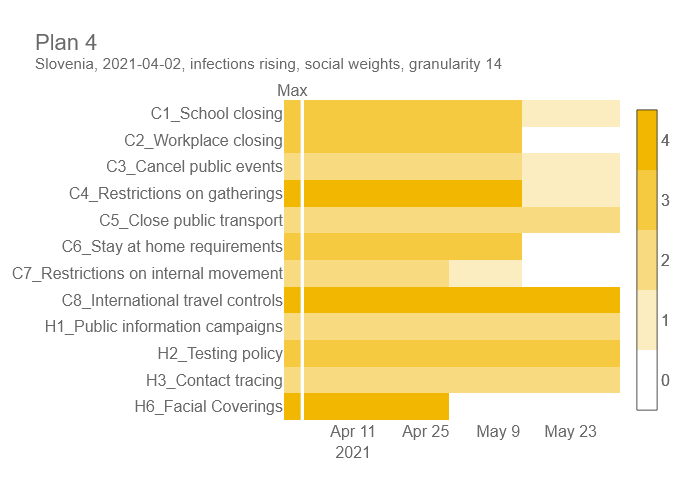 Plan 4
Slovenia, 2021-04-02, infections rising, social weights, granularity 14
Max
C1_School closing
C2_Workplace closing
C3_Cancel public events
C4_Restrictions on gatherings
C5_Close public transport
C6_Stay at home requirements
C7_Restrictions on internal movement
C8_International travel controls
H1_Public information campaigns
H2_Testing policy
H3_Contact tracing
H6_Facial Coverings
Apr 11 Apr 25 May 9 May 23
2021
4
3
2
1
0